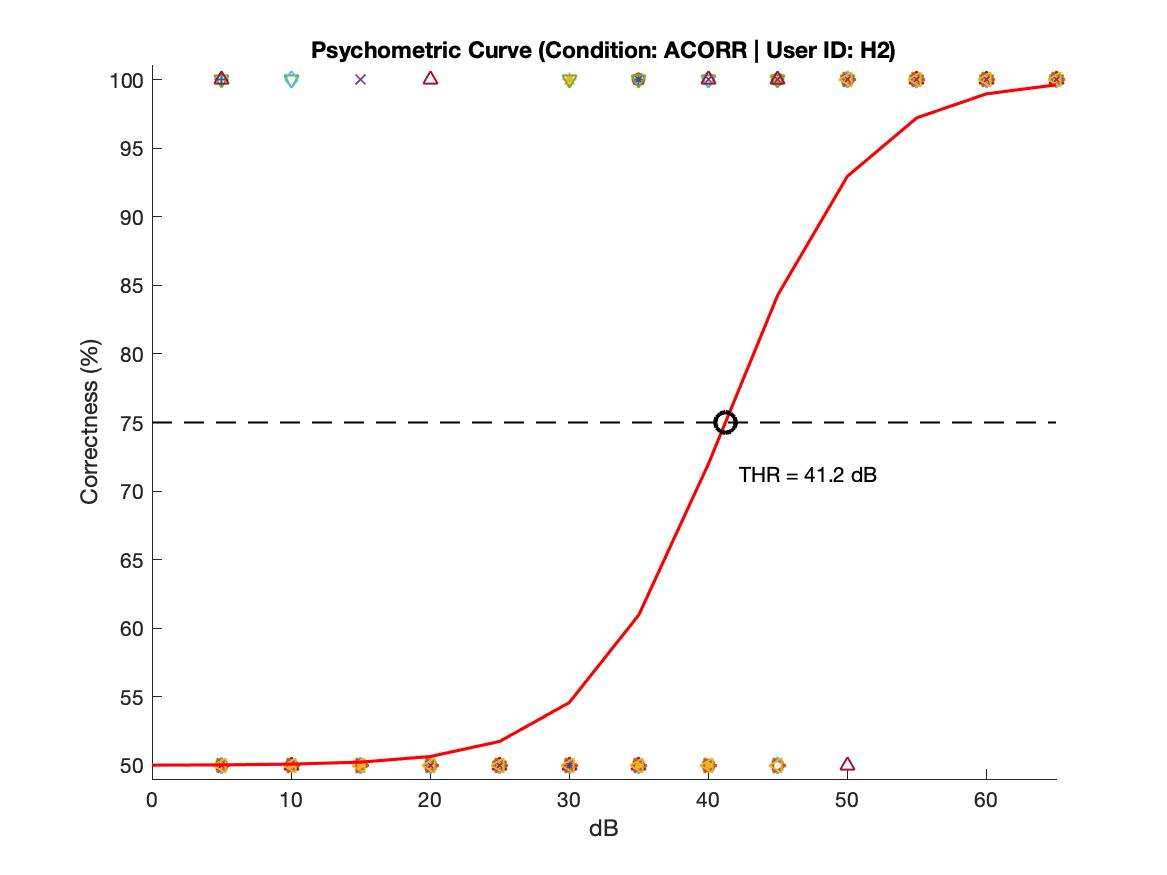 Psychometric Curve (Condition: ACORR | User ID: H2)
100
95
90
85
80
75
70
65
60
55
50
Correctness (%)
THR = 41.2 dB
0 10 20 30 40 50 60
dB